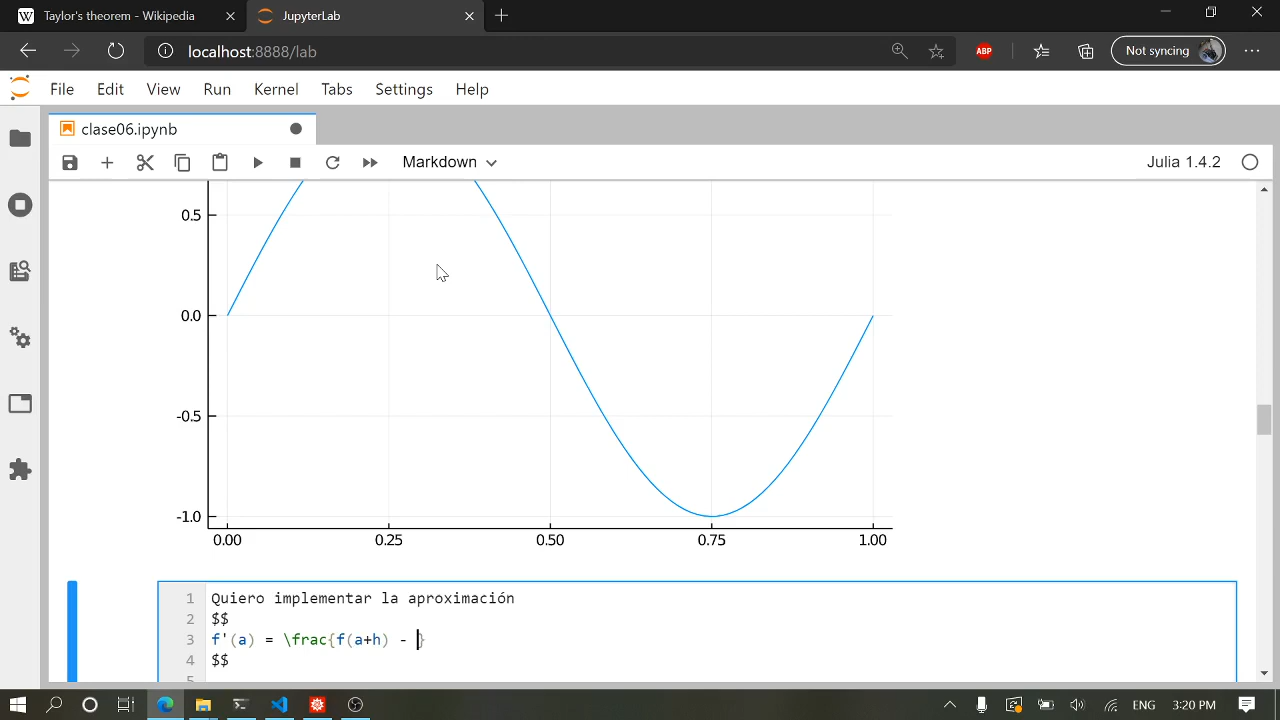 W Taylor's theorem - Wikipedia
JupyterLab
localhost:8888/lab
ABP
Not syncing
File Edit View Run Kernel Tabs Settings Help
clase06.ipynb
Markdown
Julia 1.4.2
0.5
0.0
-0.5
-1.0
0.00 0.25 0.50 0.75 1.00
1 Quiero implementar la aproximación
2 $$
3 f'(a) = \frac{f(a+h) - }
4 $$
5
ENG 3:20 PM